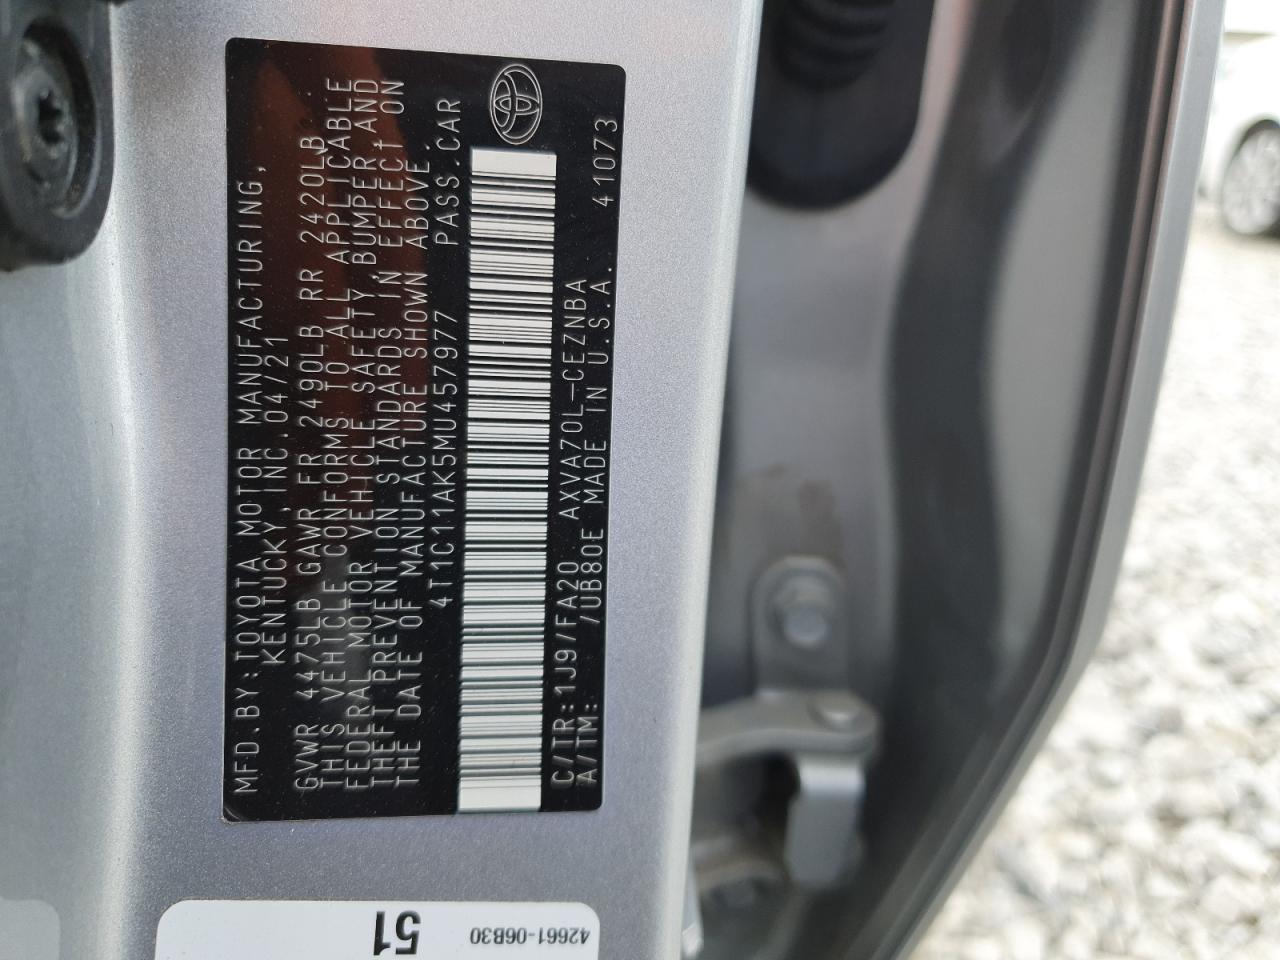 MFD.BY:TOYOTA MOTOR MANUFACTURING,
KENTUCKY,INC. 04/21
GVWR 4475LB GAWR FR 2490LB RR 2420LB
THIS VEHICLE CONFORMS TO ALL APPLICABLE
FEDERAL MOTOR VEHICLE SAFETY,BUMPER,AND
THEFT PREVENTION STANDARDS IN EFFECT ON
THE DATE OF MANUFACTURE SHOWN ABOVE.
4T1C11AK5MU457977 PASS.CAR
C/TR:1J9/FA20 AXVA70L-CEZNBA 41073
A/TM: /UB80E MADE IN U.S.A.
51
42661-06B30